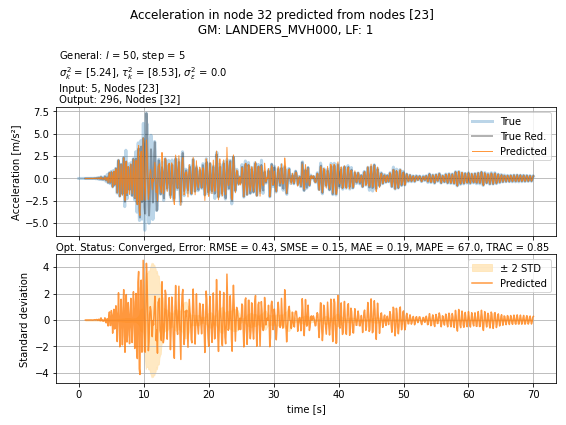 Acceleration in node 32 predicted from nodes [23]
GM: LANDERS_MVH000, LF: 1
General: l = 50, step = 5
σ²ₖ = [5.24], τ²ₖ = [8.53], σ²ε = 0.0
Input: 5, Nodes [23]
Output: 296, Nodes [32]
Acceleration [m/s²]
7.5
5.0
2.5
0.0
−2.5
−5.0
True
True Red.
Predicted
Opt. Status: Converged, Error: RMSE = 0.43, SMSE = 0.15, MAE = 0.19, MAPE = 67.0, TRAC = 0.85
Standard deviation
4
2
0
−2
−4
± 2 STD
Predicted
0 10 20 30 40 50 60 70
time [s]